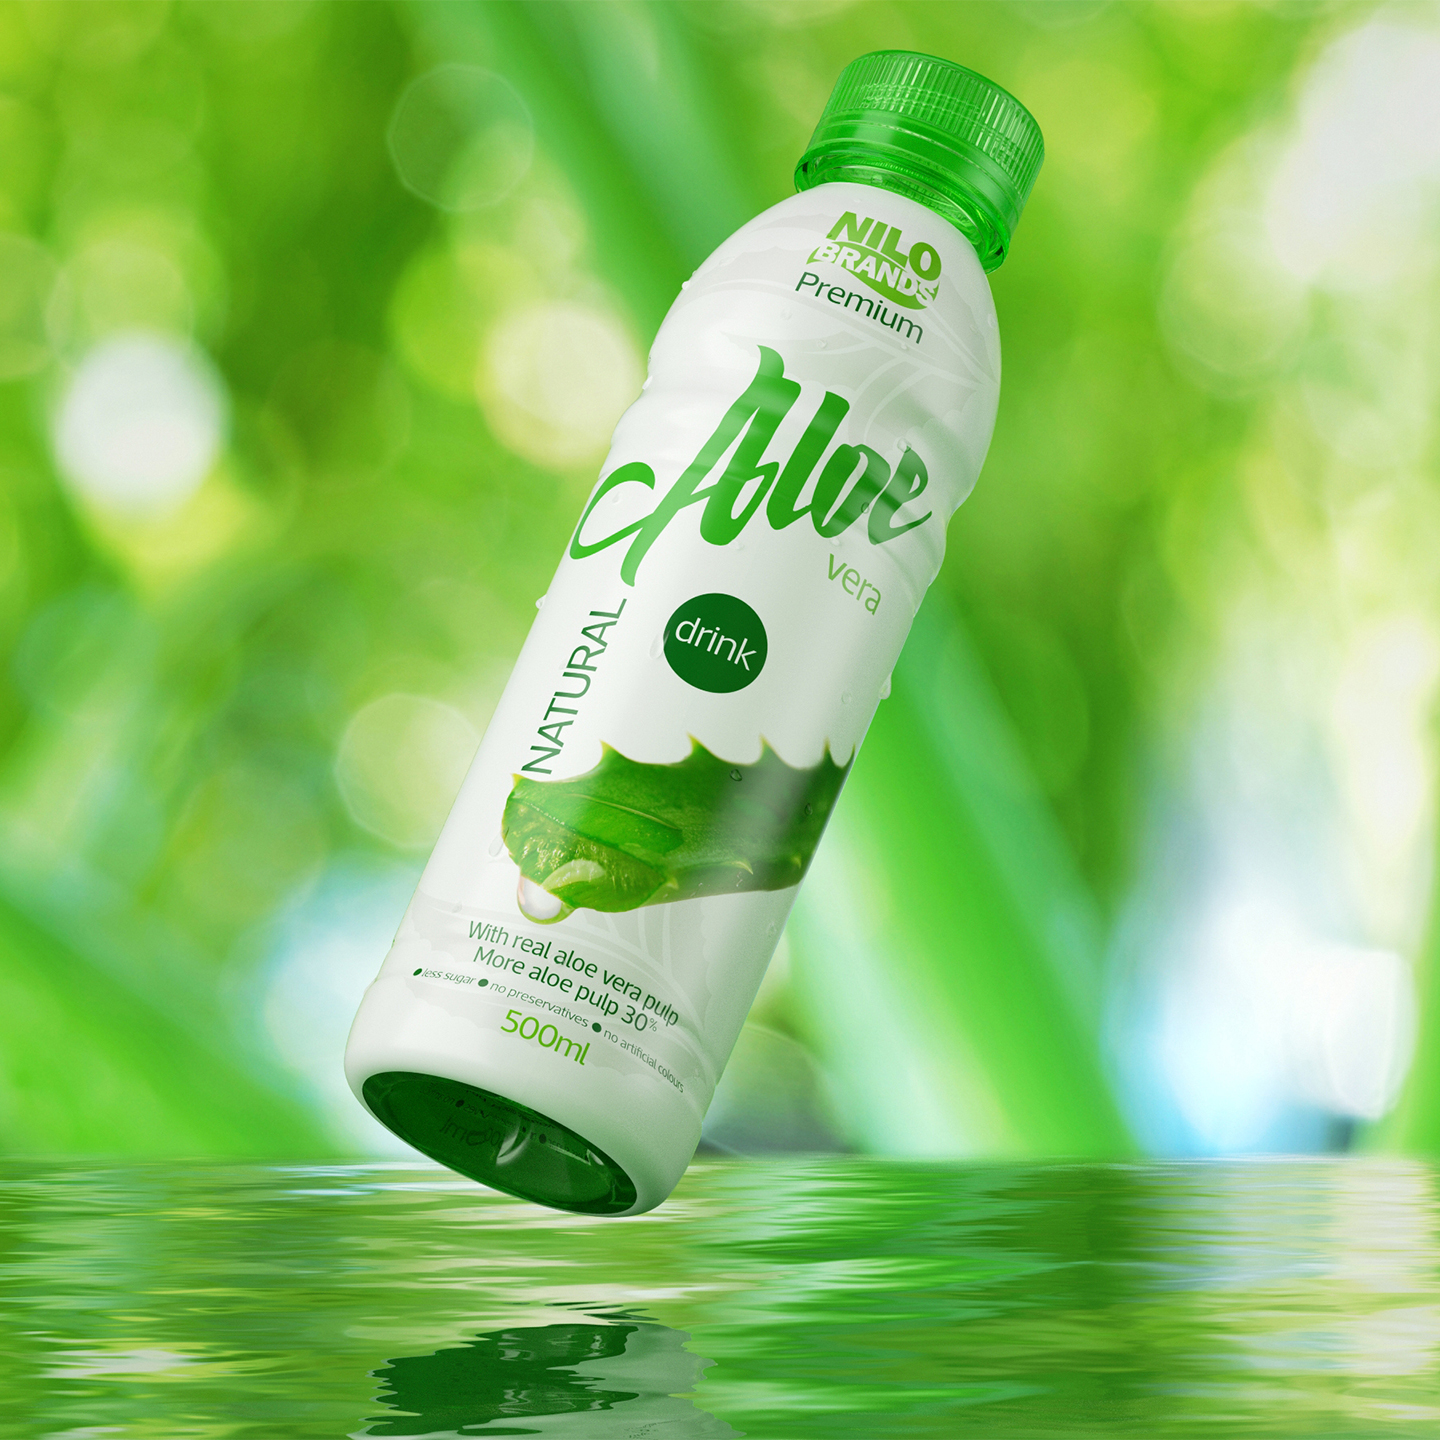 NILO
BRANDS
Premium
Aloe
vera
drink
NATURAL
With real aloe vera pulp
More aloe pulp 30%
● less sugar ● no preservatives ● no artificial colours
500ml